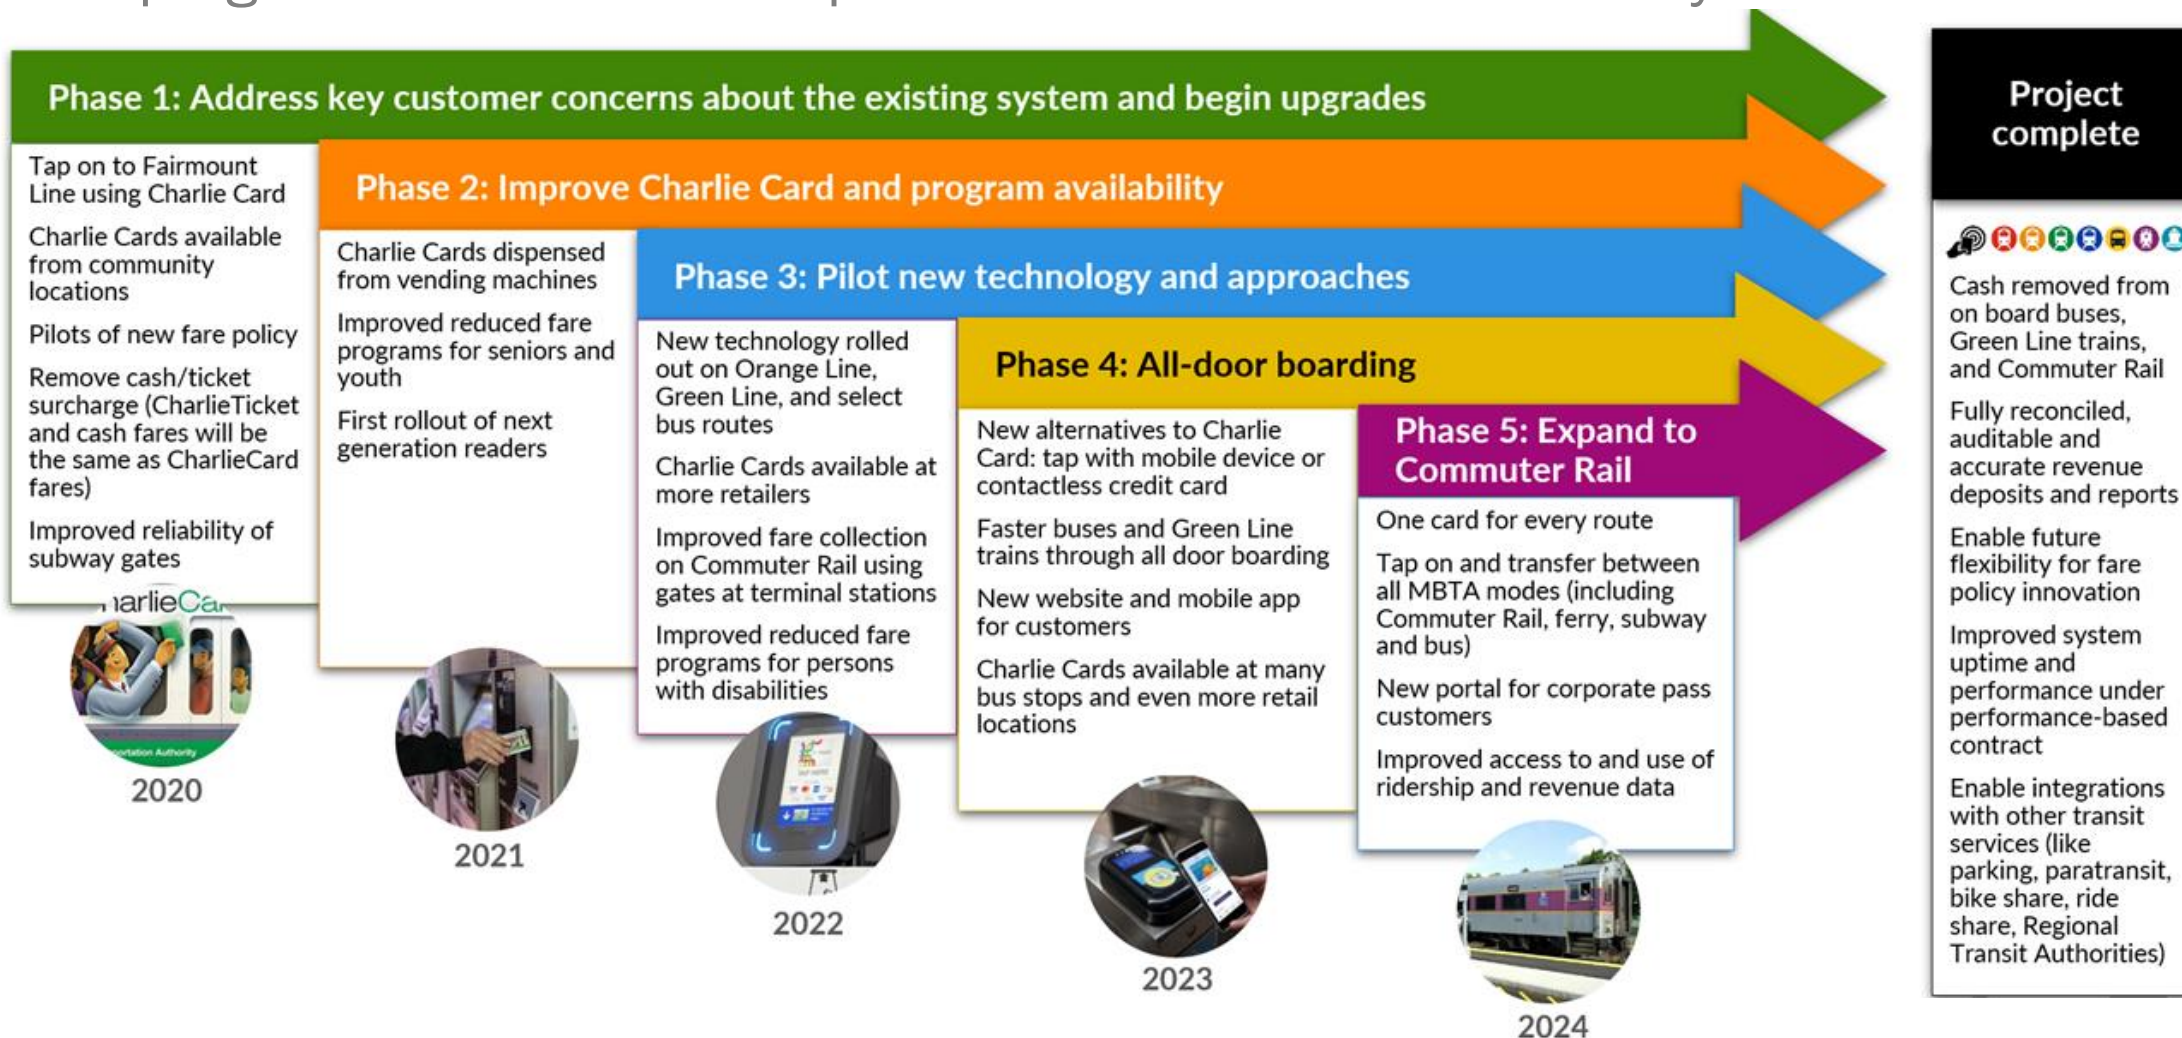 Phase 1: Address key customer concerns about the existing system and begin upgrades
Tap on to Fairmount
Line using Charlie Card
Charlie Cards available
from community
locations
Pilots of new fare policy
Remove cash/ticket
surcharge (CharlieTicket
and cash fares will be
the same as CharlieCard
fares)
Improved reliability of
subway gates
2020
Phase 2: Improve Charlie Card and program availability
Charlie Cards dispensed
from vending machines
Improved reduced fare
programs for seniors and
youth
First rollout of next
generation readers
2021
Phase 3: Pilot new technology and approaches
New technology rolled
out on Orange Line,
Green Line, and select
bus routes
Charlie Cards available at
more retailers
Improved fare collection
on Commuter Rail using
gates at terminal stations
Improved reduced fare
programs for persons
with disabilities
2022
Phase 4: All-door boarding
New alternatives to Charlie
Card: tap with mobile device or
contactless credit card
Faster buses and Green Line
trains through all door boarding
New website and mobile app
for customers
Charlie Cards available at many
bus stops and even more retail
locations
2023
Phase 5: Expand to
Commuter Rail
One card for every route
Tap on and transfer between
all MBTA modes (including
Commuter Rail, ferry, subway
and bus)
New portal for corporate pass
customers
Improved access to and use of
ridership and revenue data
2024
Project
complete
Cash removed from
on board buses,
Green Line trains,
and Commuter Rail
Fully reconciled,
auditable and
accurate revenue
deposits and reports
Enable future
flexibility for fare
policy innovation
Improved system
uptime and
performance under
performance-based
contract
Enable integrations
with other transit
services (like
parking, paratransit,
bike share, ride
share, Regional
Transit Authorities)